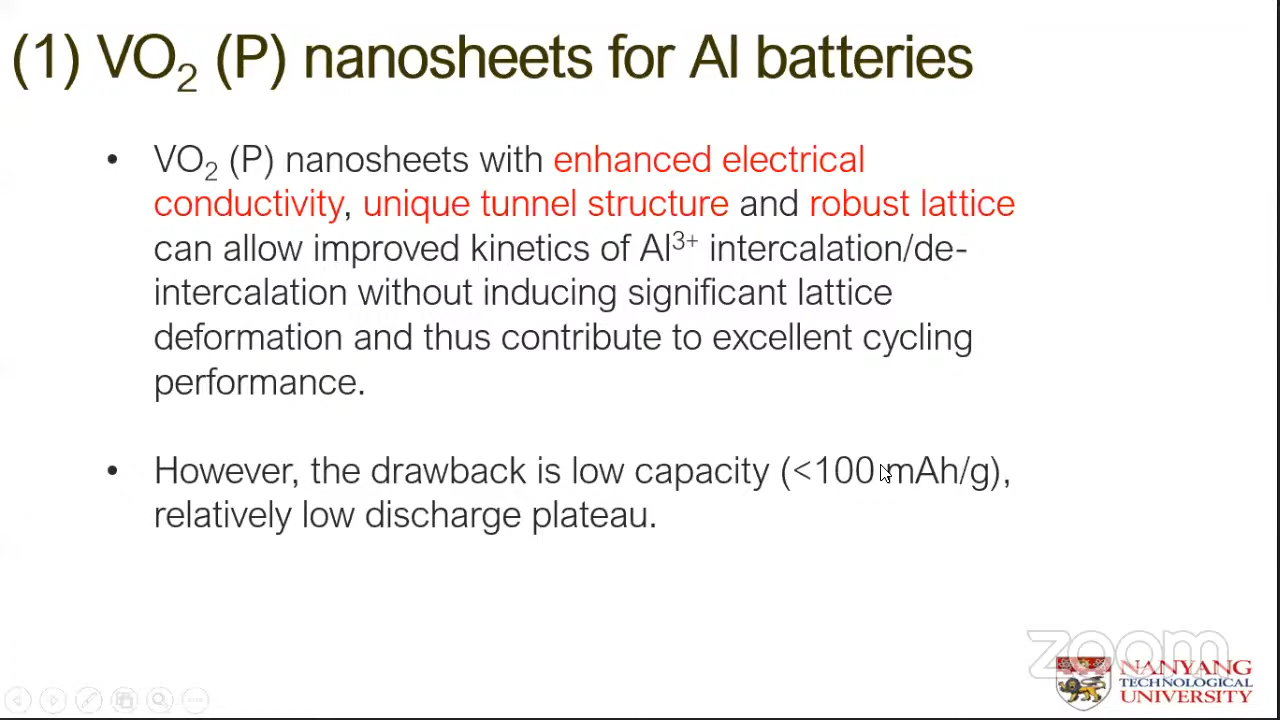 (1) VO₂ (P) nanosheets for Al batteries
• VO₂ (P) nanosheets with enhanced electrical
conductivity, unique tunnel structure and robust lattice
can allow improved kinetics of Al³⁺ intercalation/de-
intercalation without inducing significant lattice
deformation and thus contribute to excellent cycling
performance.
• However, the drawback is low capacity (<100 mAh/g),
relatively low discharge plateau.
zoom
NANYANG
TECHNOLOGICAL
UNIVERSITY